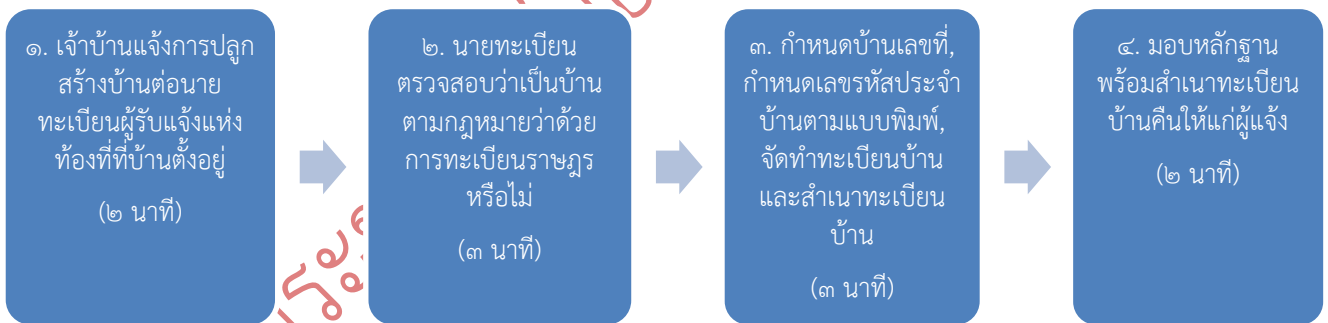 ๑. เจ้าบ้านแจ้งการปลูก
สร้างบ้านต่อนาย
ทะเบียนผู้รับแจ้งแห่ง
ท้องที่ที่บ้านตั้งอยู่
(๒ นาที)
๒. นายทะเบียน
ตรวจสอบว่าเป็นบ้าน
ตามกฎหมายว่าด้วย
การทะเบียนราษฎร
หรือไม่
(๓ นาที)
๓. กำหนดบ้านเลขที่,
กำหนดเลขรหัสประจำ
บ้านตามแบบพิมพ์,
จัดทำทะเบียนบ้าน
และสำเนาทะเบียน
บ้าน
(๓ นาที)
๔. มอบหลักฐาน
พร้อมสำเนาทะเบียน
บ้านคืนให้แก่ผู้แจ้ง
(๒ นาที)